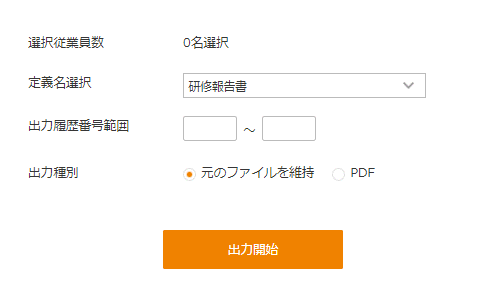 選択従業員数 0名選択
定義名選択 研修報告書
出力履歴番号範囲 ～
出力種別 元のファイルを維持 PDF
出力開始